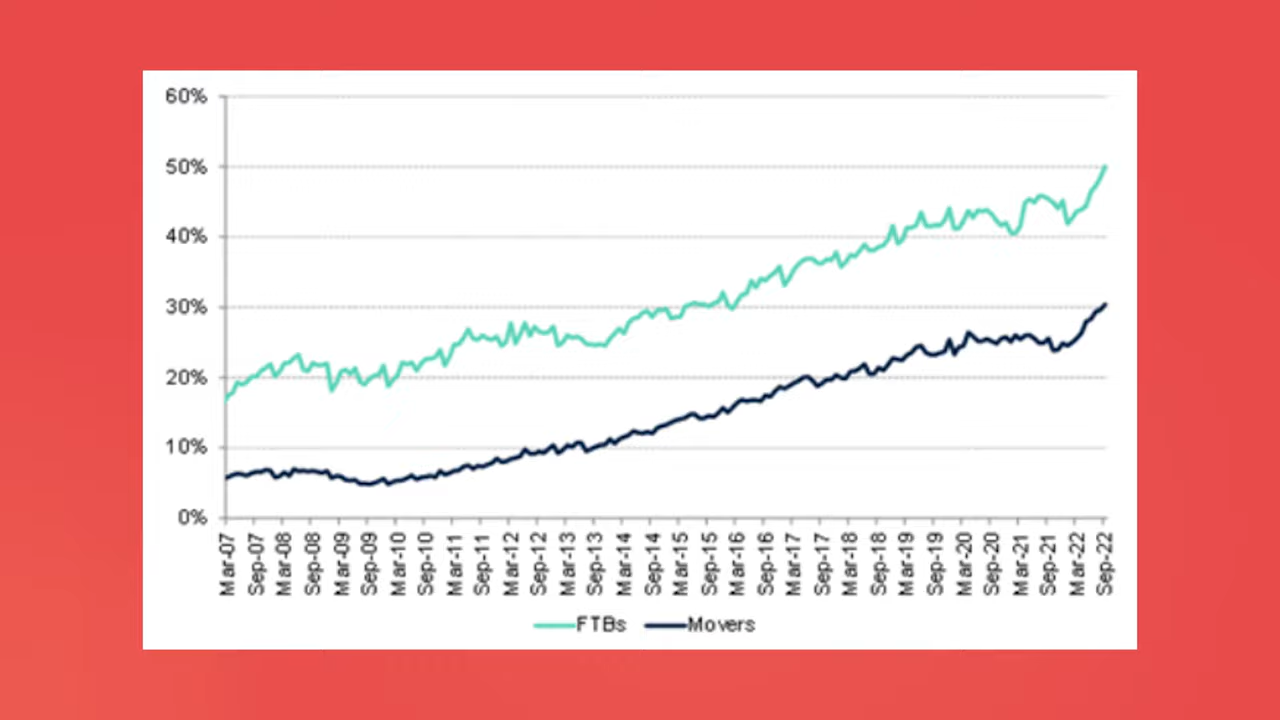 60%
50%
40%
30%
20%
10%
0%
Mar-07
Sep-07
Mar-08
Sep-08
Mar-09
Sep-09
Mar-10
Sep-10
Mar-11
Sep-11
Mar-12
Sep-12
Mar-13
Sep-13
Mar-14
Sep-14
Mar-15
Sep-15
Mar-16
Sep-16
Mar-17
Sep-17
Mar-18
Sep-18
Mar-19
Sep-19
Mar-20
Sep-20
Mar-21
Sep-21
Mar-22
Sep-22
FTBs Movers